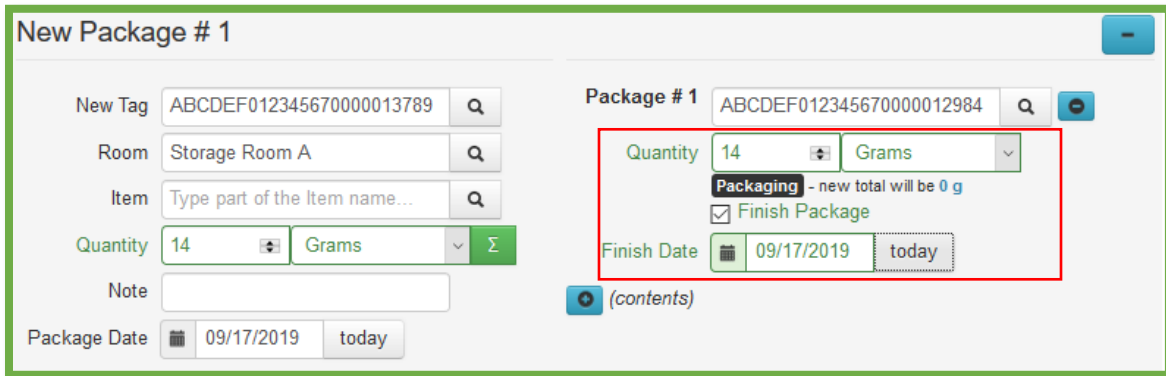 New Package # 1
-
New Tag ABCDEF012345670000013789
Room Storage Room A
Item Type part of the Item name...
Quantity 14 Grams Σ
Note
Package Date 09/17/2019 today
Package # 1 ABCDEF012345670000012984
Quantity 14 Grams
Packaging - new total will be 0 g
Finish Package
Finish Date 09/17/2019 today
(contents)